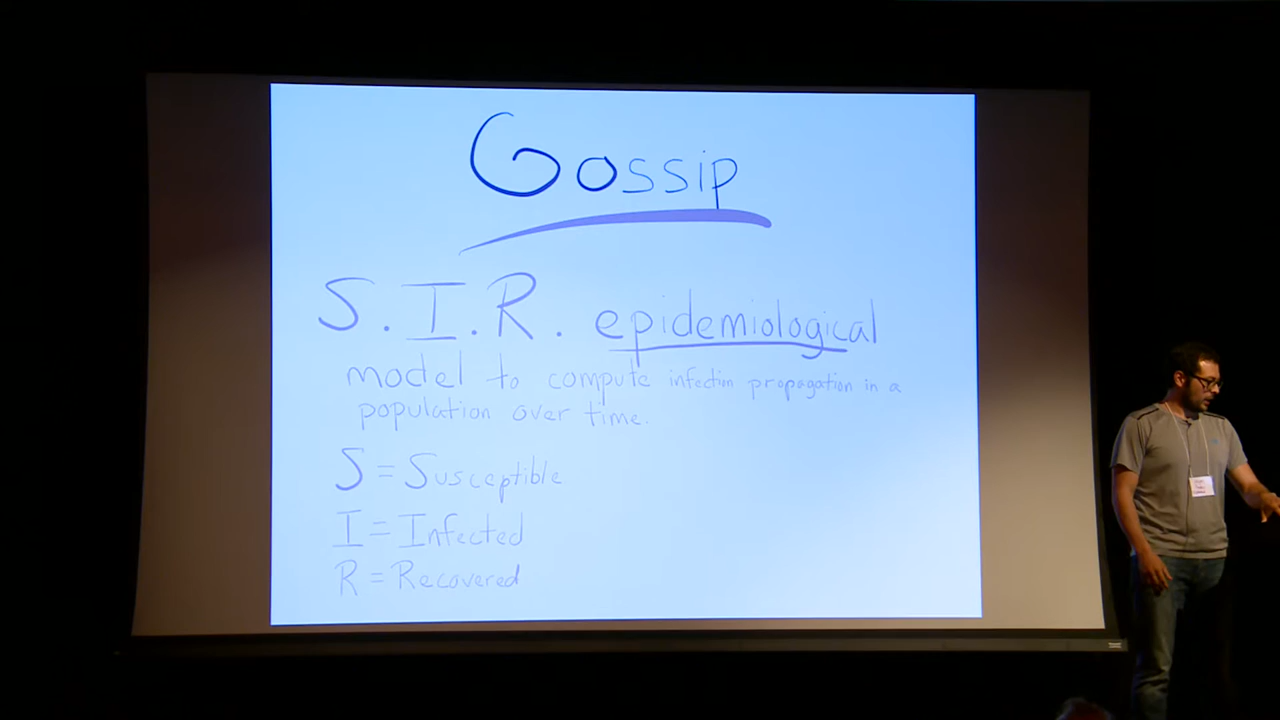 Gossip
S.I.R. epidemiological
model to compute infection propagation in a
population over time.
S = Susceptible
I = Infected
R = Recovered